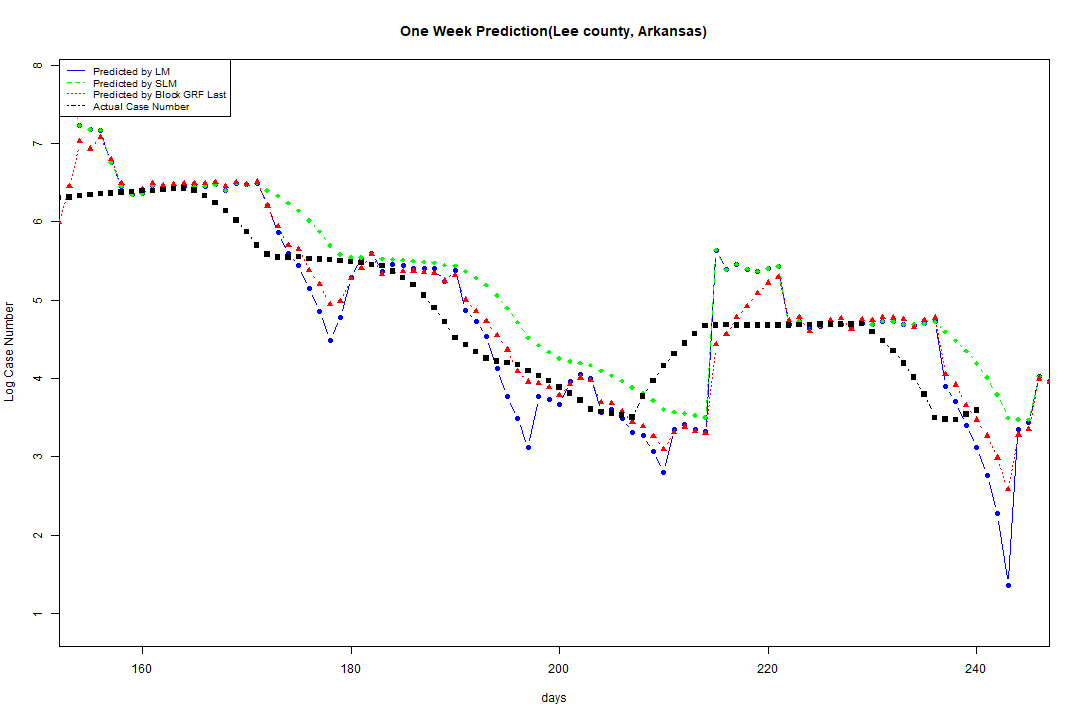 One Week Prediction(Lee county, Arkansas)
Predicted by LM
Predicted by SLM
Predicted by Block GRF Last
Actual Case Number
8
7
6
5
4
3
2
1
Log Case Number
160 180 200 220 240
days